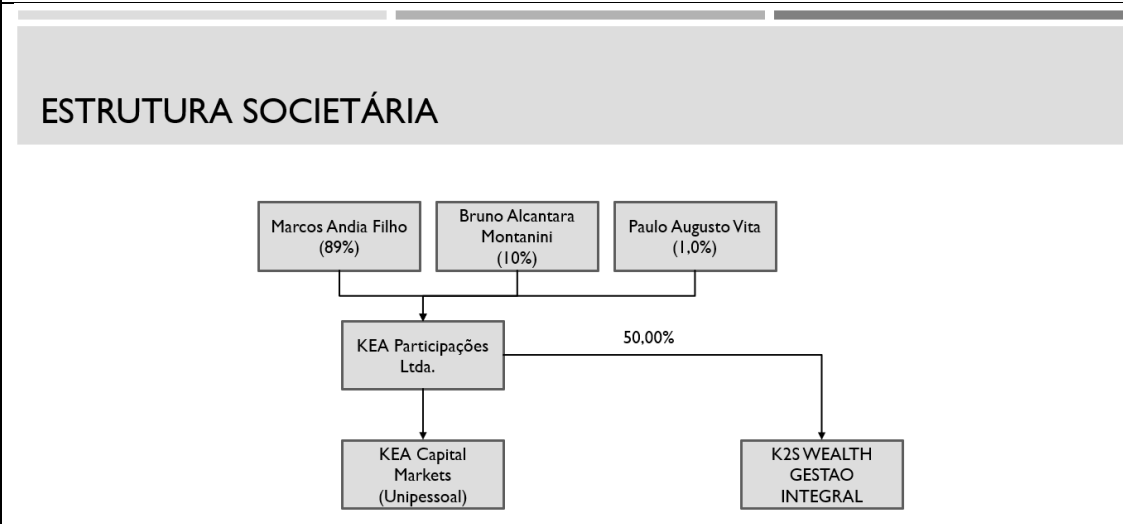 ESTRUTURA SOCIETÁRIA
Marcos Andia Filho
(89%)
Bruno Alcantara
Montanini
(10%)
Paulo Augusto Vita
(1,0%)
KEA Participações
Ltda.
50,00%
KEA Capital
Markets
(Unipessoal)
K2S WEALTH
GESTAO
INTEGRAL